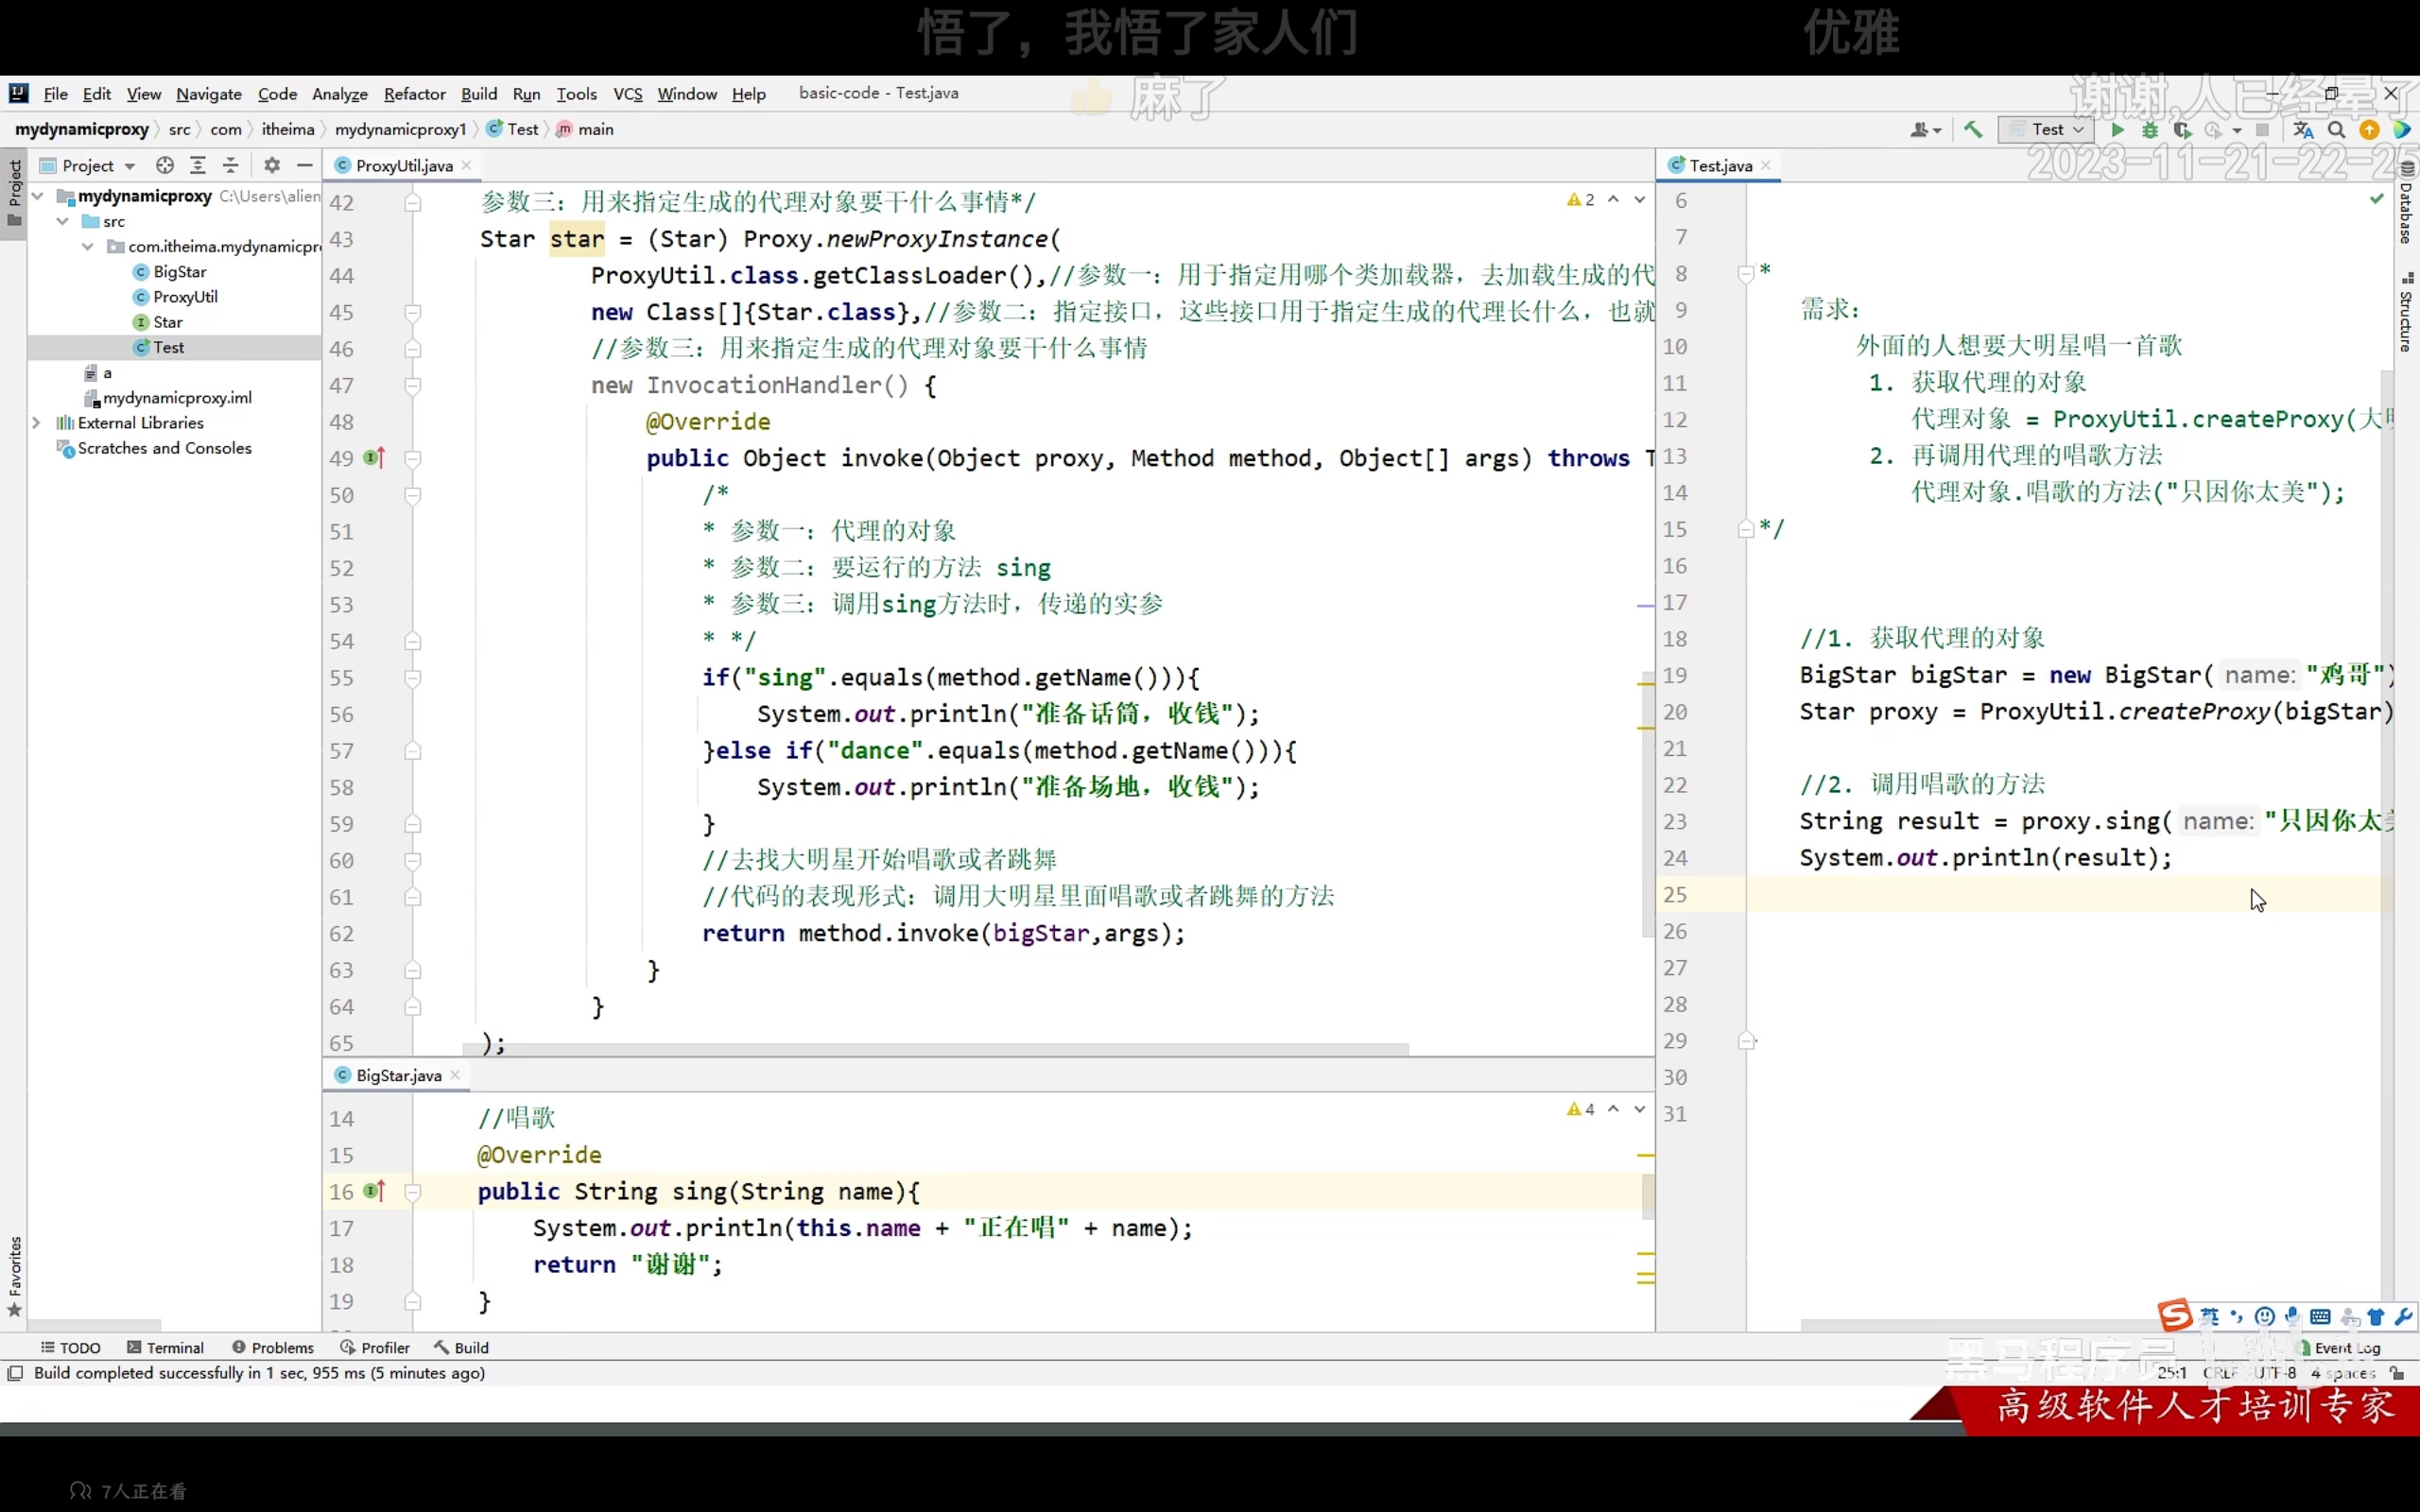 悟了，我悟了家人们
优雅
麻了
谢谢,人已经晕了
2023-11-21-22-25
File Edit View Navigate Code Analyze Refactor Build Run Tools VCS Window Help basic-code - Test.java
mydynamicproxy src com itheima mydynamicproxy1 Test main
Test
Project
Project
mydynamicproxy C:\Users\alien
src
com.itheima.mydynamicpr
BigStar
ProxyUtil
Star
Test
a
mydynamicproxy.iml
External Libraries
Scratches and Consoles
Favorites
ProxyUtil.java
2
42 参数三：用来指定生成的代理对象要干什么事情*/
43 Star star = (Star) Proxy.newProxyInstance(
44 ProxyUtil.class.getClassLoader(),//参数一：用于指定用哪个类加载器，去加载生成的代
45 new Class[]{Star.class},//参数二：指定接口，这些接口用于指定生成的代理长什么，也就
46 //参数三：用来指定生成的代理对象要干什么事情
47 new InvocationHandler() {
48 @Override
49 public Object invoke(Object proxy, Method method, Object[] args) throws T
50 /*
51 * 参数一：代理的对象
52 * 参数二：要运行的方法 sing
53 * 参数三：调用sing方法时，传递的实参
54 * */
55 if("sing".equals(method.getName())){
56 System.out.println("准备话筒，收钱");
57 }else if("dance".equals(method.getName())){
58 System.out.println("准备场地，收钱");
59 }
60 //去找大明星开始唱歌或者跳舞
61 //代码的表现形式：调用大明星里面唱歌或者跳舞的方法
62 return method.invoke(bigStar,args);
63 }
64 }
65 );
BigStar.java
4
14 //唱歌
15 @Override
16 public String sing(String name){
17 System.out.println(this.name + "正在唱" + name);
18 return "谢谢";
19 }
Test.java
6
7
8 *
9 需求：
10 外面的人想要大明星唱一首歌
11 1. 获取代理的对象
12 代理对象 = ProxyUtil.createProxy(大明
13 2. 再调用代理的唱歌方法
14 代理对象.唱歌的方法("只因你太美");
15 */
16
17
18 //1. 获取代理的对象
19 BigStar bigStar = new BigStar( name: "鸡哥")
20 Star proxy = ProxyUtil.createProxy(bigStar)
21
22 //2. 调用唱歌的方法
23 String result = proxy.sing( name: "只因你太美
24 System.out.println(result);
25
26
27
28
29
30
31
Database
Structure
英
TODO Terminal Problems Profiler Build Event Log
Build completed successfully in 1 sec, 955 ms (5 minutes ago) 25:1 CRLF UTF-8 4 spaces
黑马程序员
高级软件人才培训专家
7人正在看